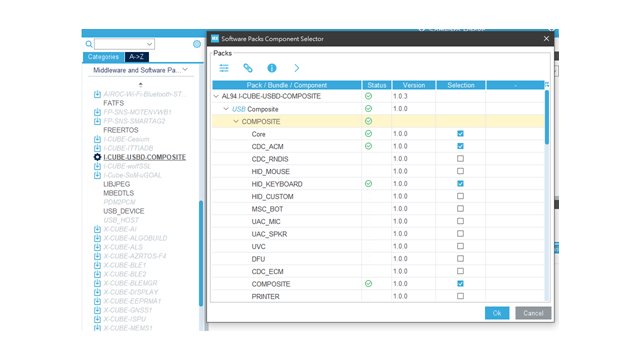 MX Software Packs Component Selector
Packs
Pack / Bundle / Component Status Version Selection -
AL94.I-CUBE-USBD-COMPOSITE 1.0.3
USB Composite 1.0.0
COMPOSITE
Core 1.0.0
CDC_ACM 1.0.0
CDC_RNDIS 1.0.0
HID_MOUSE 1.0.0
HID_KEYBOARD 1.0.0
HID_CUSTOM 1.0.0
MSC_BOT 1.0.0
UAC_MIC 1.0.0
UAC_SPKR 1.0.0
UVC 1.0.0
DFU 1.0.0
CDC_ECM 1.0.0
COMPOSITE 1.0.0
PRINTER 1.0.0
Ok Cancel
Categories A->Z
Middleware and Software Pa...
AIROC-Wi-Fi-Bluetooth-ST...
FATFS
FP-SNS-MOTENVWB1
FP-SNS-SMARTAG2
FREERTOS
I-CUBE-Cesium
I-CUBE-ITTIADB
I-CUBE-USBD-COMPOSITE
I-CUBE-wolfSSL
I-Cube-SoM-uGOAL
LIBJPEG
MBEDTLS
PDM2PCM
USB_DEVICE
USB_HOST
X-CUBE-AI
X-CUBE-ALGOBUILD
X-CUBE-ALS
X-CUBE-AZRTOS-F4
X-CUBE-BLE1
X-CUBE-BLE2
X-CUBE-BLEMGR
X-CUBE-DISPLAY
X-CUBE-EEPRMA1
X-CUBE-GNSS1
X-CUBE-ISPU
X-CUBE-MEMS1